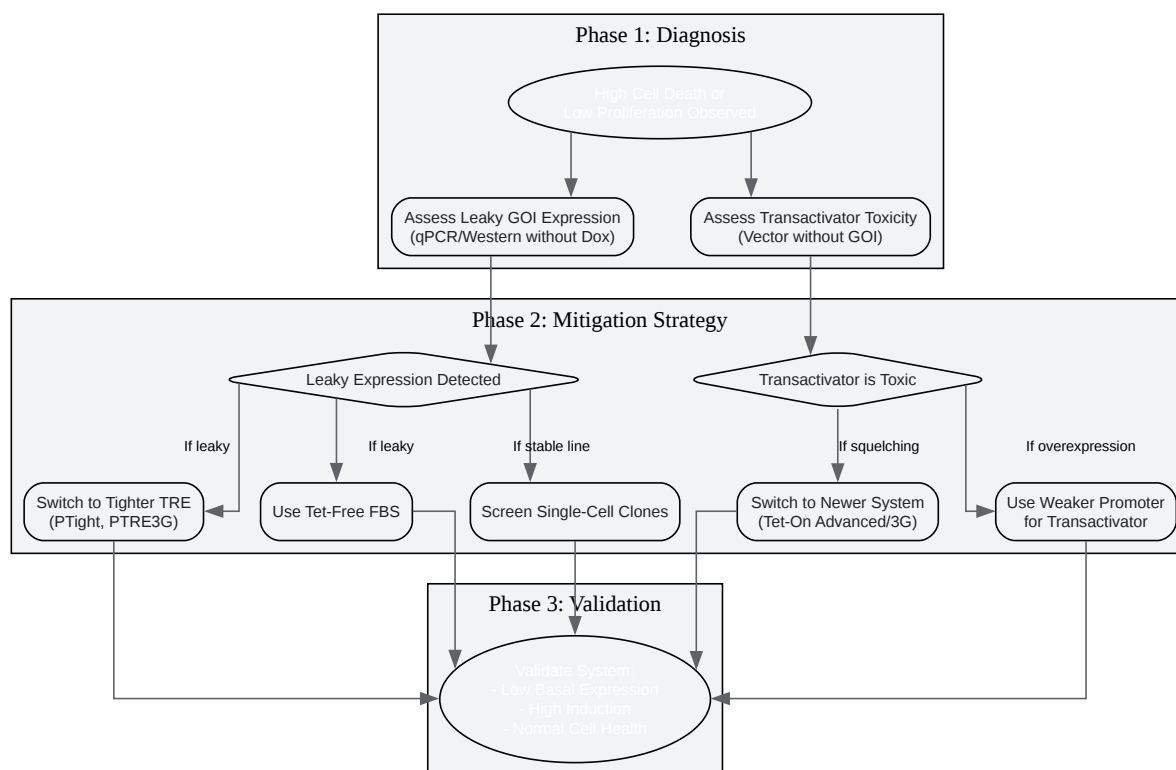 Phase 1: Diagnosis
High Cell Death or
Low Proliferation Observed
Assess Leaky GOI Expression
(qPCR/Western without Dox)
Assess Transactivator Toxicity
(Vector without GOI)
Phase 2: Mitigation Strategy
Leaky Expression Detected
Transactivator is Toxic
If leaky
If leaky
If stable line
If squelching
If overexpression
Switch to Tighter TRE
(PTight, PTRE3G)
Use Tet-Free FBS
Screen Single-Cell Clones
Switch to Newer System
(Tet-On Advanced/3G)
Use Weaker Promoter
for Transactivator
Phase 3: Validation
Validate System:
- Low Basal Expression
- High Induction
- Normal Cell Health